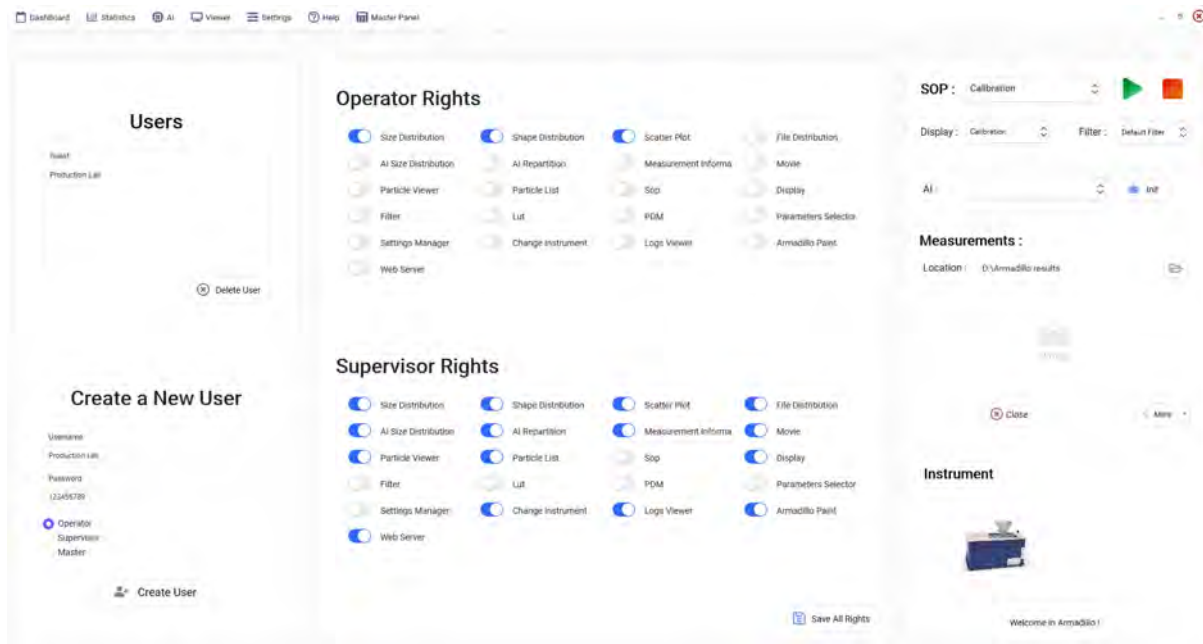 Dashboard Statistics AI Viewer Settings Help Master Panel
Users
Production Lab
Delete User
Create a New User
Username
Production Lab
Password
123456789
Operator
Supervisor
Master
Create User
Operator Rights
Size Distribution Shape Distribution Scatter Plot File Distribution
AI Size Distribution AI Repartition Measurement Informa Movie
Particle Viewer Particle List Sop Display
Filter Lut PDM Parameters Selector
Settings Manager Change Instrument Logs Viewer Armadillo Paint
Web Server
Supervisor Rights
Size Distribution Shape Distribution Scatter Plot File Distribution
AI Size Distribution AI Repartition Measurement Informa Movie
Particle Viewer Particle List Sop Display
Filter Lut PDM Parameters Selector
Settings Manager Change Instrument Logs Viewer Armadillo Paint
Web Server
Save All Rights
SOP : Calibration
Display : Calibration Filter : Default Filter
AI : Init
Measurements :
Location : D:\Armadillo results
Close More
Instrument
Welcome in Armadillo !